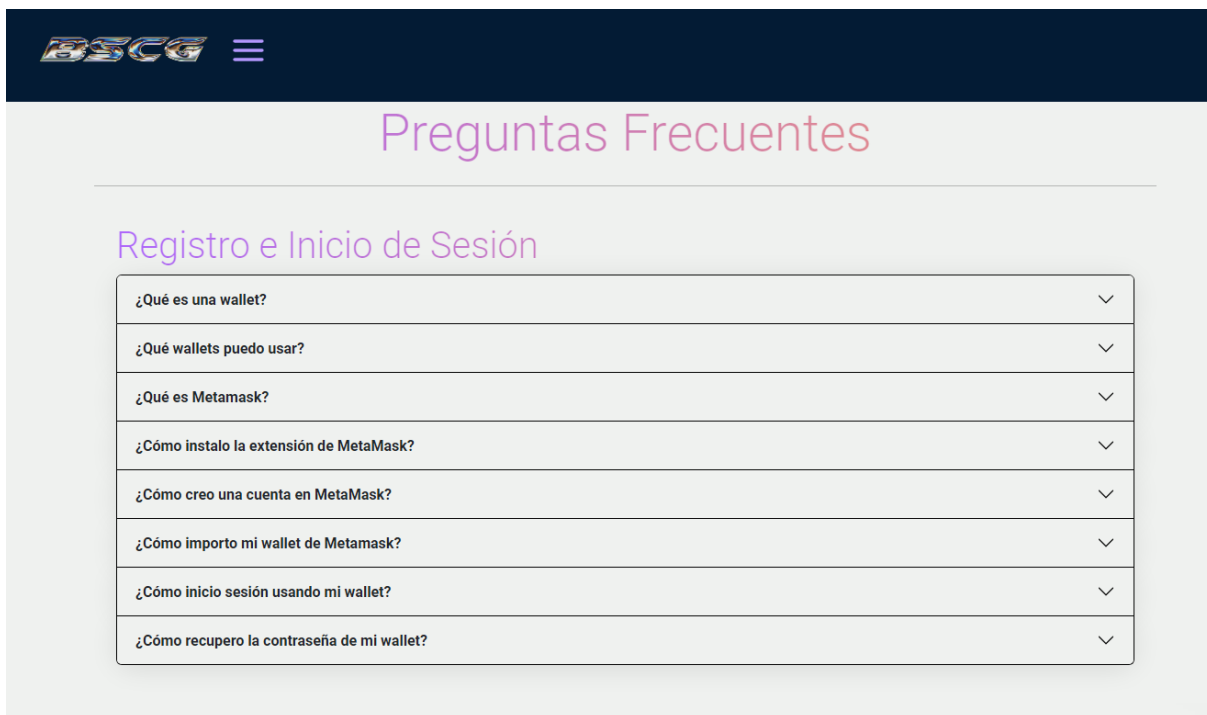 BSCG
Preguntas Frecuentes
Registro e Inicio de Sesión
¿Qué es una wallet?
¿Qué wallets puedo usar?
¿Qué es Metamask?
¿Cómo instalo la extensión de MetaMask?
¿Cómo creo una cuenta en MetaMask?
¿Cómo importo mi wallet de Metamask?
¿Cómo inicio sesión usando mi wallet?
¿Cómo recupero la contraseña de mi wallet?